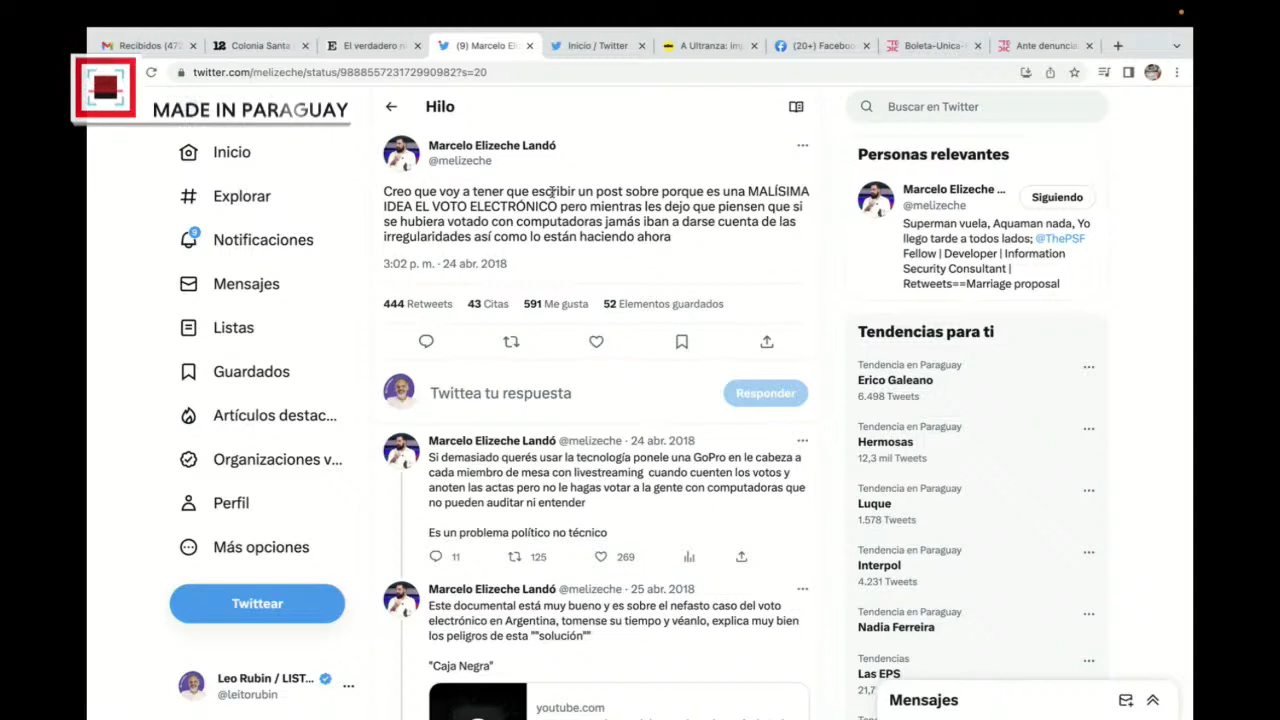 Recibidos (472
Colonia Santa
El verdadero n
(9) Marcelo El
Inicio / Twitter
A Ultranza: Im
(20+) Faceboo
Boleta-Unica-
Ante denuncia
twitter.com/melizeche/status/988855723172990982?s=20
MADE IN PARAGUAY
Inicio
Explorar
9
Notificaciones
Mensajes
Listas
Guardados
Artículos destac...
Organizaciones v...
Perfil
Más opciones
Twittear
Leo Rubin / LIST...
@leitorubin
Hilo
Marcelo Elizeche Landó
@melizeche
Creo que voy a tener que escribir un post sobre porque es una MALÍSIMA
IDEA EL VOTO ELECTRÓNICO pero mientras les dejo que piensen que si
se hubiera votado con computadoras jamás iban a darse cuenta de las
irregularidades así como lo están haciendo ahora
3:02 p. m. · 24 abr. 2018
444 Retweets 43 Citas 591 Me gusta 52 Elementos guardados
Twittea tu respuesta
Responder
Marcelo Elizeche Landó @melizeche · 24 abr. 2018
Si demasiado querés usar la tecnología ponele una GoPro en le cabeza a
cada miembro de mesa con livestreaming cuando cuenten los votos y
anoten las actas pero no le hagas votar a la gente con computadoras que
no pueden auditar ni entender
Es un problema político no técnico
11 125 269
Marcelo Elizeche Landó @melizeche · 25 abr. 2018
Este documental está muy bueno y es sobre el nefasto caso del voto
electrónico en Argentina, tomense su tiempo y véanlo, explica muy bien
los peligros de esta ""solución""
"Caja Negra"
youtube.com
Buscar en Twitter
Personas relevantes
Marcelo Elizeche ...
@melizeche
Siguiendo
Superman vuela, Aquaman nada, Yo
llego tarde a todos lados; @ThePSF
Fellow | Developer | Information
Security Consultant |
Retweets==Marriage proposal
Tendencias para ti
Tendencia en Paraguay
Erico Galeano
6.498 Tweets
Tendencia en Paraguay
Hermosas
12,3 mil Tweets
Tendencia en Paraguay
Luque
1.578 Tweets
Tendencia en Paraguay
Interpol
4.231 Tweets
Tendencia en Paraguay
Nadia Ferreira
Tendencias
Las EPS
21,7
Mensajes